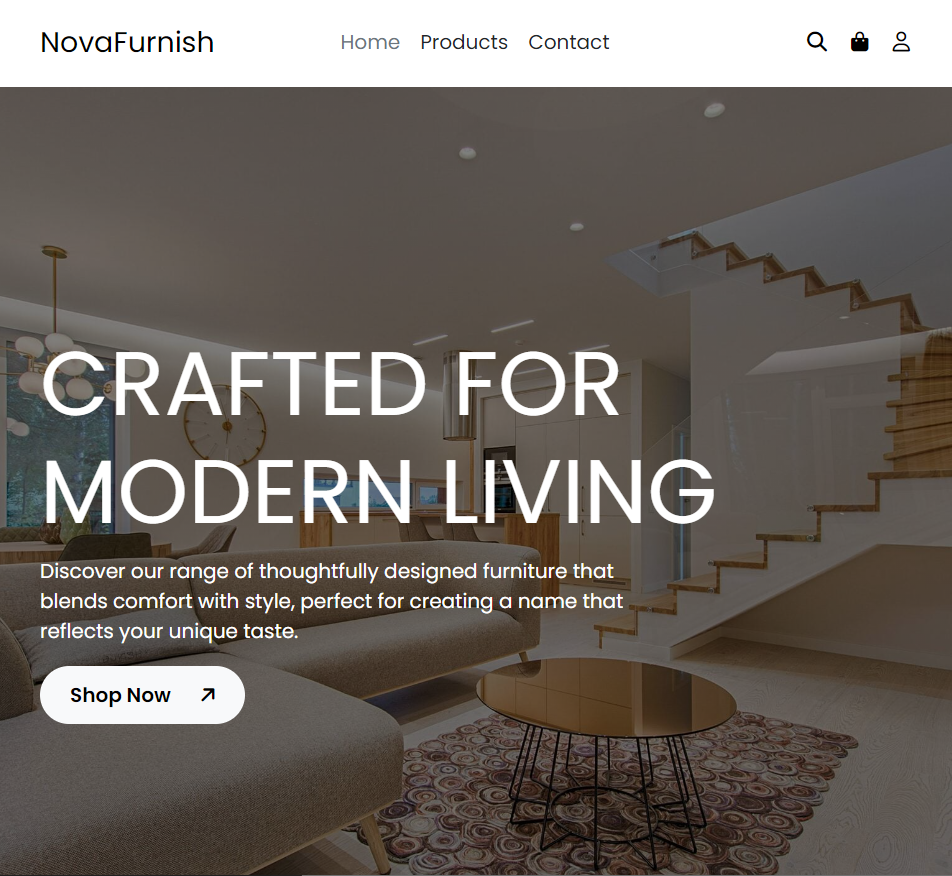 NovaFurnish
Home Products Contact
CRAFTED FOR
MODERN LIVING
Discover our range of thoughtfully designed furniture that
blends comfort with style, perfect for creating a name that
reflects your unique taste.
Shop Now